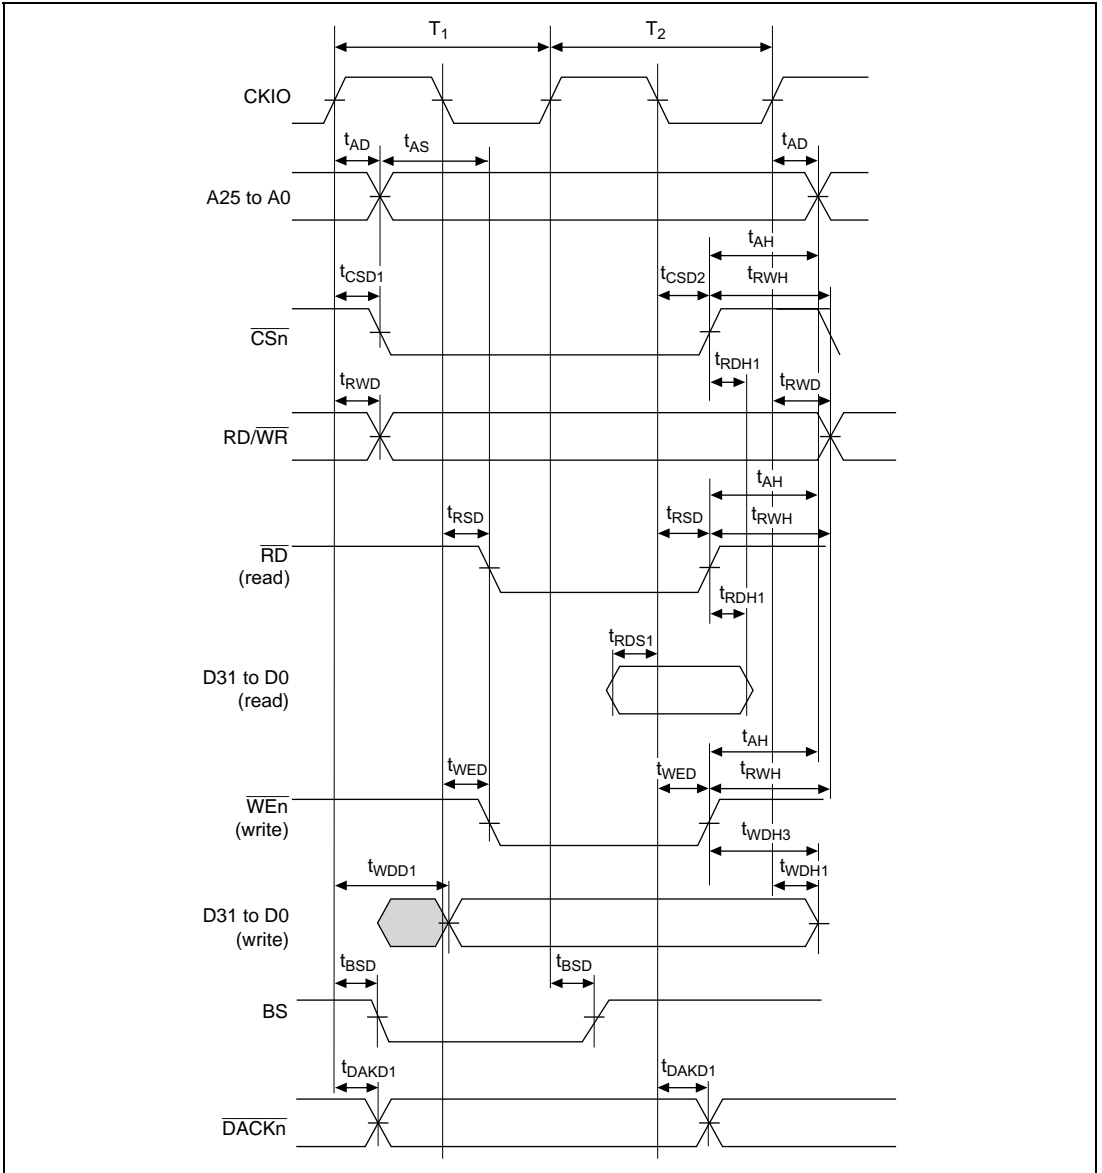 T1 T2
CKIO
tAD tAS tAD
A25 to A0
tAH
tCSD1 tCSD2 tRWH
CSn
tRDH1
tRWD tRWD
RD/WR
tAH
tRSD tRSD tRWH
RD
(read)
tRDH1
tRDS1
D31 to D0
(read)
tAH
tWED tWED tRWH
WEn
(write)
tWDH3
tWDD1 tWDH1
D31 to D0
(write)
tBSD tBSD
BS
tDAKD1 tDAKD1
DACKn